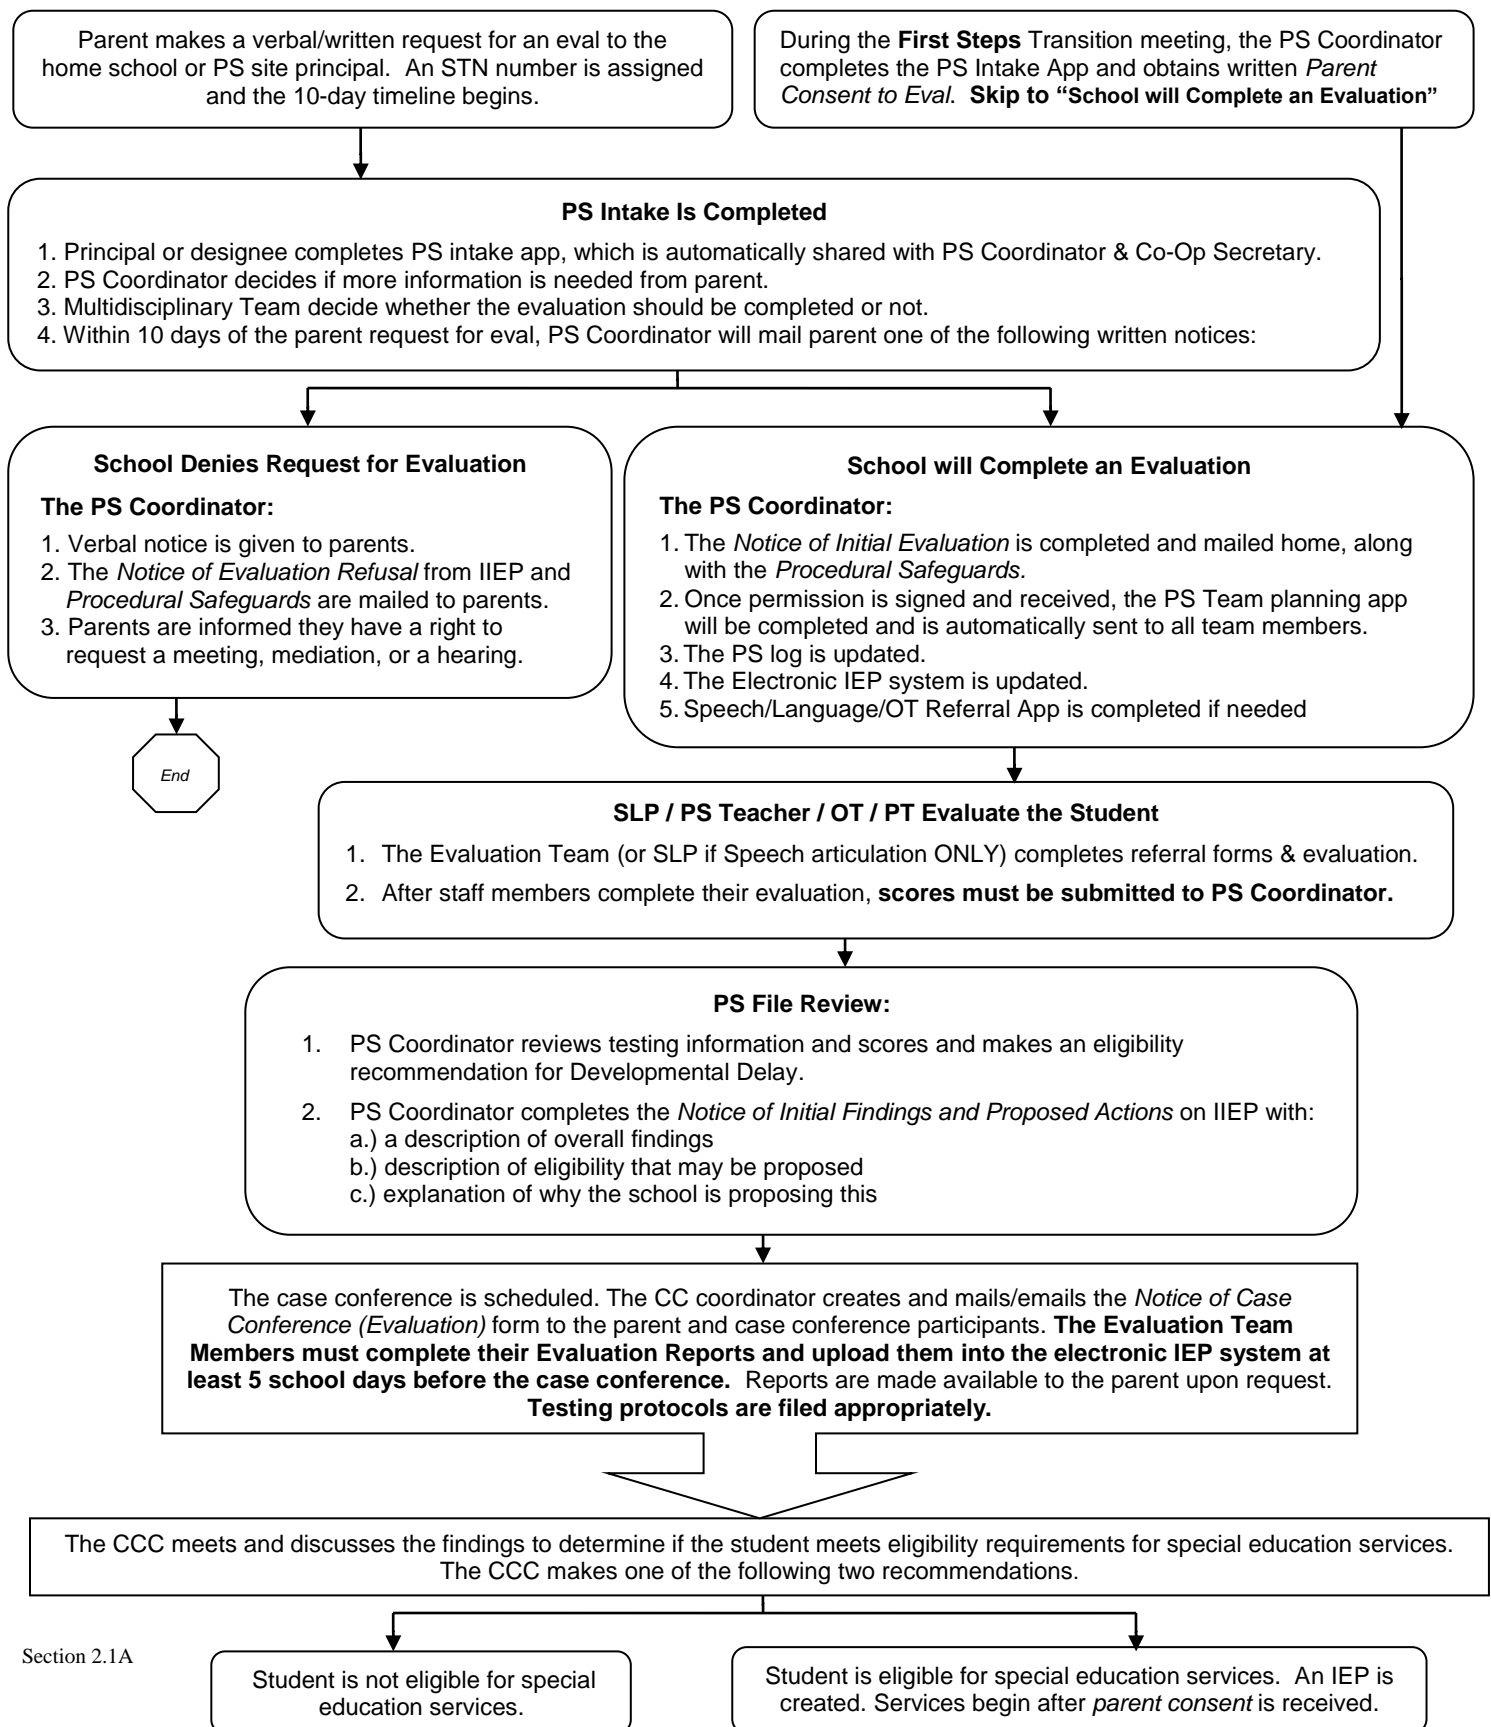 Parent makes a verbal/written request for an eval to the
home school or PS site principal.  An STN number is assigned
and the 10-day timeline begins.
During the First Steps Transition meeting, the PS Coordinator
completes the PS Intake App and obtains written Parent
Consent to Eval.  Skip to “School will Complete an Evaluation”
PS Intake Is Completed
1. Principal or designee completes PS intake app, which is automatically shared with PS Coordinator & Co-Op Secretary.
2. PS Coordinator decides if more information is needed from parent.
3. Multidisciplinary Team decide whether the evaluation should be completed or not.
4. Within 10 days of the parent request for eval, PS Coordinator will mail parent one of the following written notices:
School Denies Request for Evaluation
The PS Coordinator:
1. Verbal notice is given to parents.
2. The Notice of Evaluation Refusal from IIEP and
Procedural Safeguards are mailed to parents.
3. Parents are informed they have a right to
request a meeting, mediation, or a hearing.
End
School will Complete an Evaluation
The PS Coordinator:
1. The Notice of Initial Evaluation is completed and mailed home, along
with the Procedural Safeguards.
2. Once permission is signed and received, the PS Team planning app
will be completed and is automatically sent to all team members.
3. The PS log is updated.
4. The Electronic IEP system is updated.
5. Speech/Language/OT Referral App is completed if needed
SLP / PS Teacher / OT / PT Evaluate the Student
1. The Evaluation Team (or SLP if Speech articulation ONLY) completes referral forms & evaluation.
2. After staff members complete their evaluation, scores must be submitted to PS Coordinator.
PS File Review:
1. PS Coordinator reviews testing information and scores and makes an eligibility
recommendation for Developmental Delay.
2. PS Coordinator completes the Notice of Initial Findings and Proposed Actions on IIEP with:
a.) a description of overall findings
b.) description of eligibility that may be proposed
c.) explanation of why the school is proposing this
The case conference is scheduled. The CC coordinator creates and mails/emails the Notice of Case
Conference (Evaluation) form to the parent and case conference participants. The Evaluation Team
Members must complete their Evaluation Reports and upload them into the electronic IEP system at
least 5 school days before the case conference.  Reports are made available to the parent upon request.
Testing protocols are filed appropriately.
The CCC meets and discusses the findings to determine if the student meets eligibility requirements for special education services.
The CCC makes one of the following two recommendations.
Section 2.1A
Student is not eligible for special
education services.
Student is eligible for special education services.  An IEP is
created. Services begin after parent consent is received.